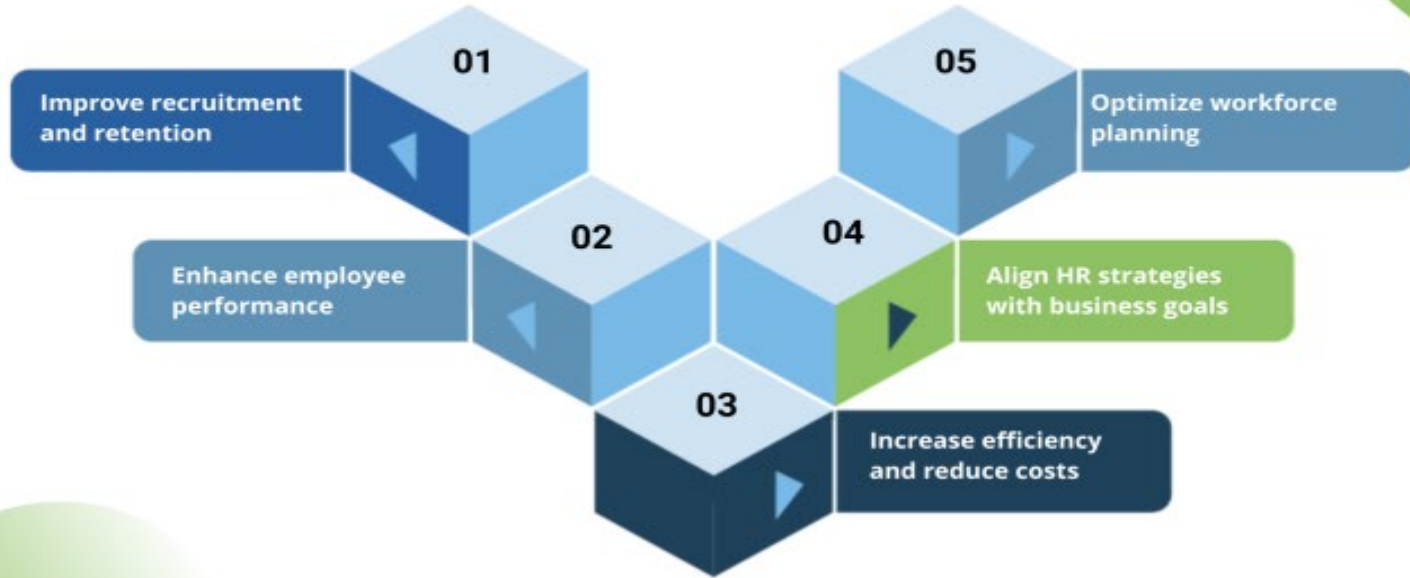 01
Improve recruitment
and retention
02
Enhance employee
performance
03
Increase efficiency
and reduce costs
04
Align HR strategies
with business goals
05
Optimize workforce
planning